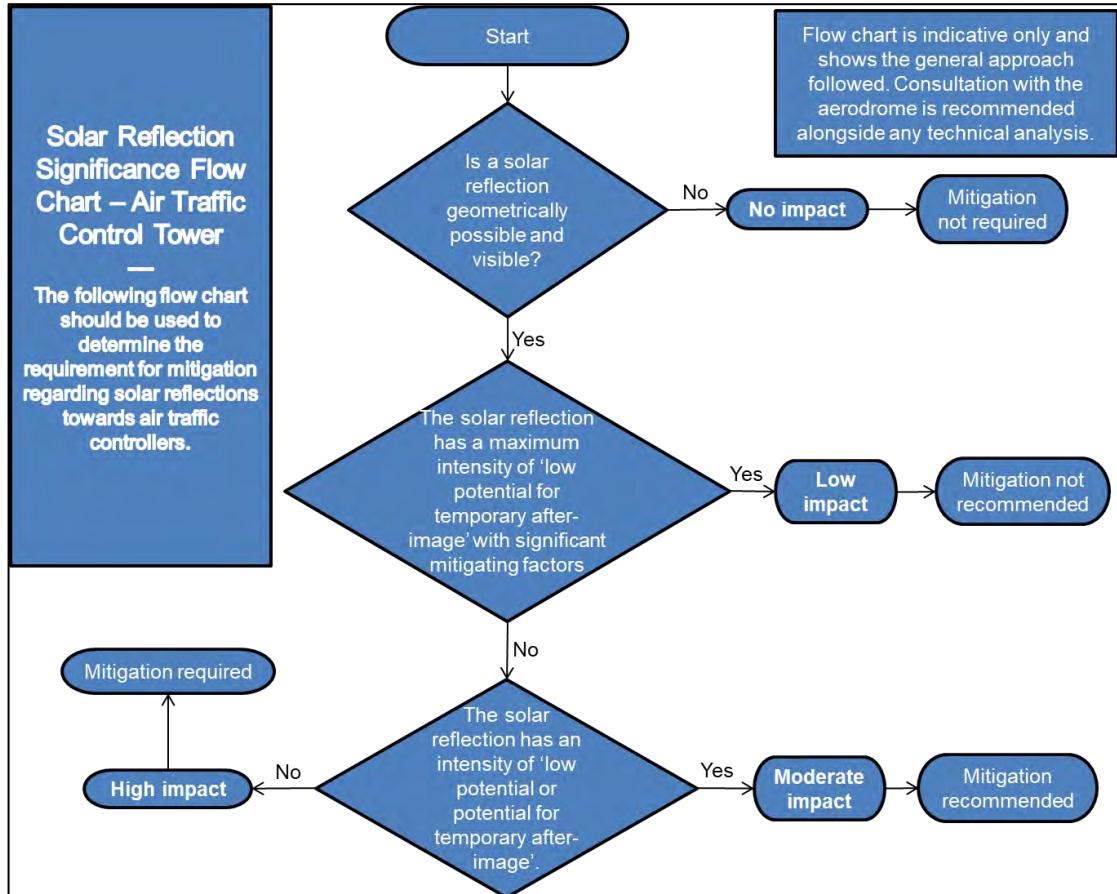 Solar Reflection
Significance Flow
Chart – Air Traffic
Control Tower
—
The following flow chart
should be used to
determine the
requirement for mitigation
regarding solar reflections
towards air traffic
controllers.
Start
Flow chart is indicative only and
shows the general approach
followed. Consultation with the
aerodrome is recommended
alongside any technical analysis.
Is a solar
reflection
geometrically
possible and
visible?
No
No impact
Mitigation
not required
Yes
The solar reflection
has a maximum
intensity of ‘low
potential for
temporary after-
image’ with significant
mitigating factors
Yes
Low
impact
Mitigation not
recommended
No
The solar
reflection has an
intensity of ‘low
potential or
potential for
temporary after-
image’.
Yes
Moderate
impact
Mitigation
recommended
No
High impact
Mitigation required